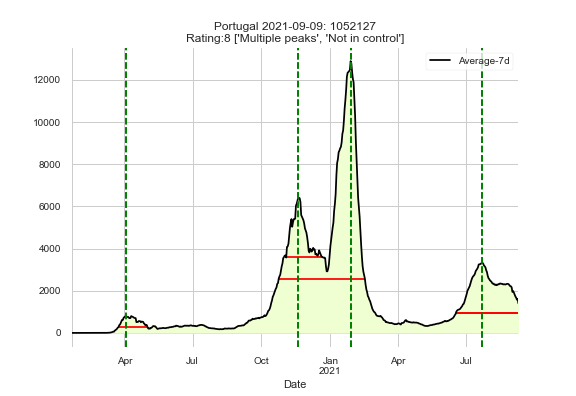 Portugal 2021-09-09: 1052127
Rating:8 ['Multiple peaks', 'Not in control']
Average-7d
12000
10000
8000
6000
4000
2000
0
Apr Jul Oct Jan Apr Jul
2021
Date